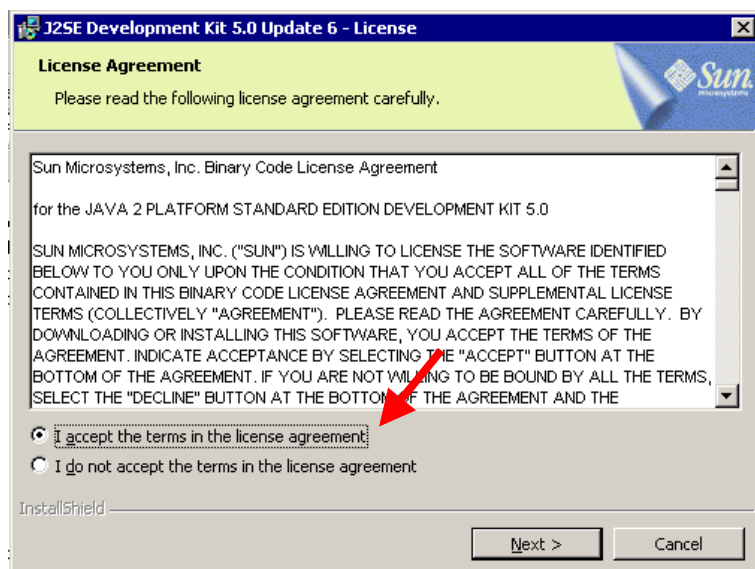 J2SE Development Kit 5.0 Update 6 - License
License Agreement
Please read the following license agreement carefully.
Sun
microsystems
Sun Microsystems, Inc. Binary Code License Agreement
for the JAVA 2 PLATFORM STANDARD EDITION DEVELOPMENT KIT 5.0
SUN MICROSYSTEMS, INC. ("SUN") IS WILLING TO LICENSE THE SOFTWARE IDENTIFIED
BELOW TO YOU ONLY UPON THE CONDITION THAT YOU ACCEPT ALL OF THE TERMS
CONTAINED IN THIS BINARY CODE LICENSE AGREEMENT AND SUPPLEMENTAL LICENSE
TERMS (COLLECTIVELY "AGREEMENT"). PLEASE READ THE AGREEMENT CAREFULLY. BY
DOWNLOADING OR INSTALLING THIS SOFTWARE, YOU ACCEPT THE TERMS OF THE
AGREEMENT. INDICATE ACCEPTANCE BY SELECTING THE "ACCEPT" BUTTON AT THE
BOTTOM OF THE AGREEMENT. IF YOU ARE NOT WILLING TO BE BOUND BY ALL THE TERMS,
SELECT THE "DECLINE" BUTTON AT THE BOTTOM OF THE AGREEMENT AND THE
I accept the terms in the license agreement
I do not accept the terms in the license agreement
InstallShield
Next >
Cancel